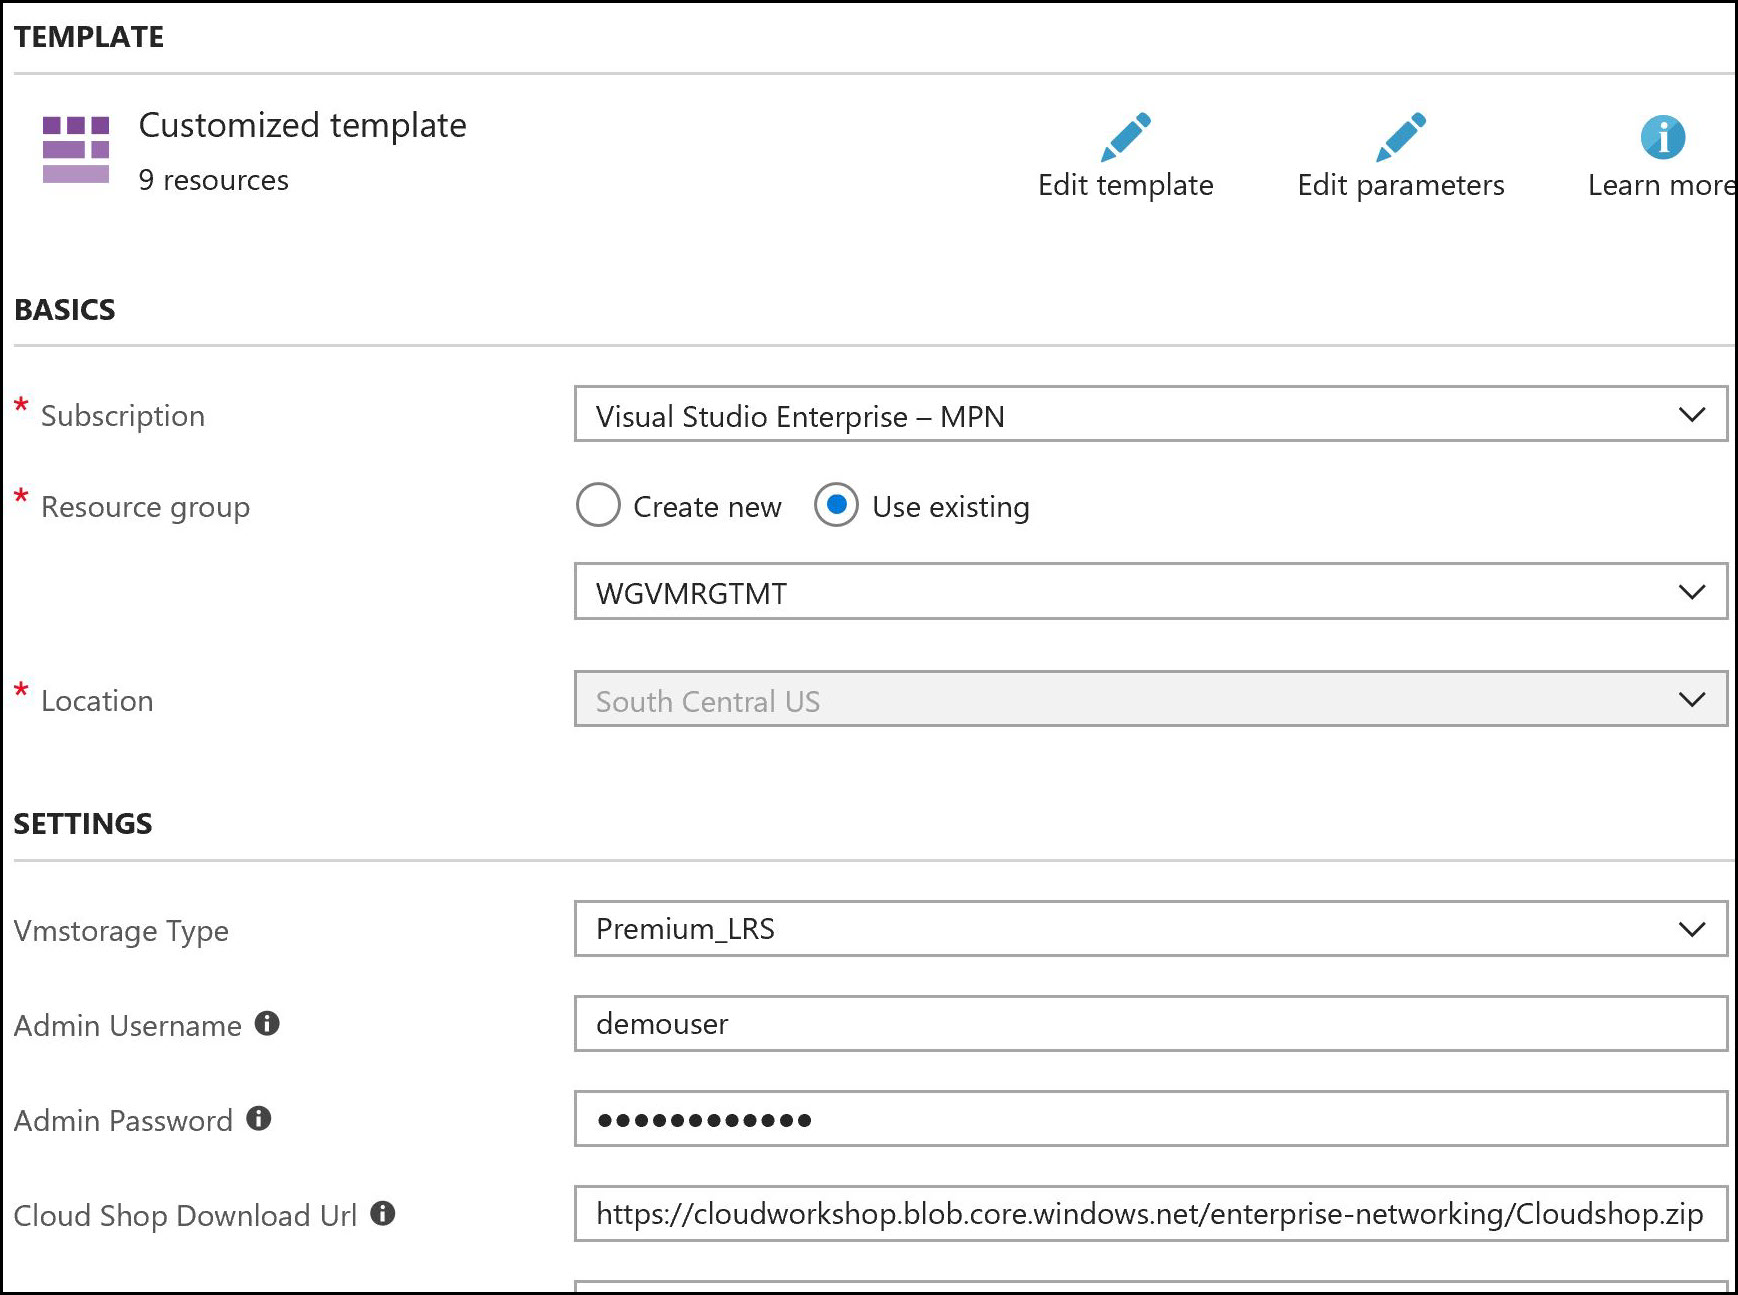 TEMPLATE
Customized template
9 resources
Edit template
Edit parameters
Learn more
BASICS
* Subscription
Visual Studio Enterprise – MPN
* Resource group
Create new
Use existing
WGVMRGTMT
* Location
South Central US
SETTINGS
Vmstorage Type
Premium_LRS
Admin Username
demouser
Admin Password
●●●●●●●●●●●●
Cloud Shop Download Url
https://cloudworkshop.blob.core.windows.net/enterprise-networking/Cloudshop.zip